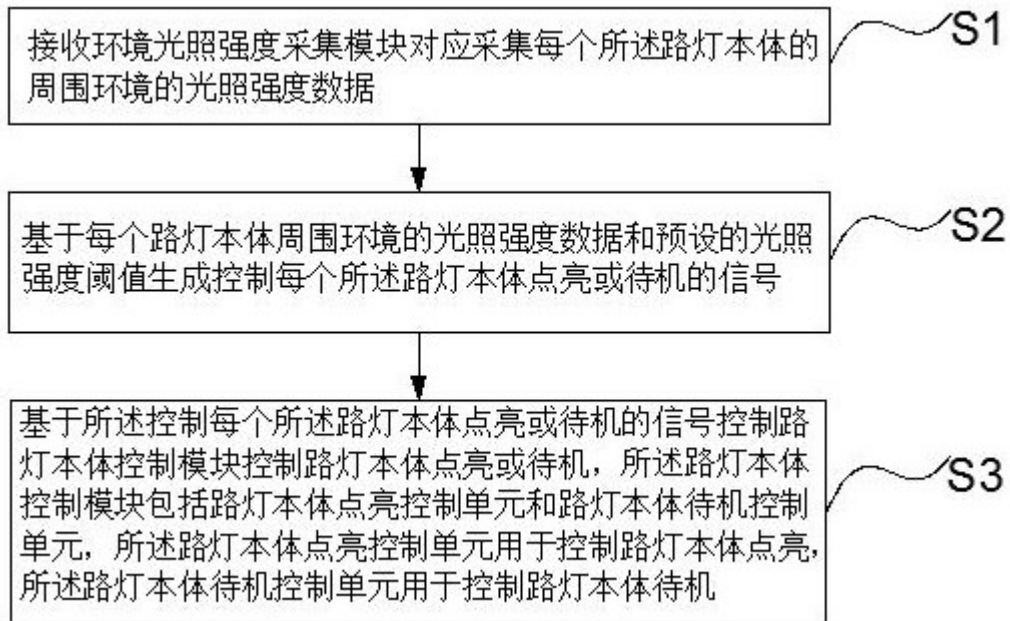 接收环境光照强度采集模块对应采集每个所述路灯本体的
周围环境的光照强度数据
S1
基于每个路灯本体周围环境的光照强度数据和预设的光照
强度阈值生成控制每个所述路灯本体点亮或待机的信号
S2
基于所述控制每个所述路灯本体点亮或待机的信号控制路
灯本体控制模块控制路灯本体点亮或待机，所述路灯本体
控制模块包括路灯本体点亮控制单元和路灯本体待机控制
单元，所述路灯本体点亮控制单元用于控制路灯本体点亮，
所述路灯本体待机控制单元用于控制路灯本体待机
S3